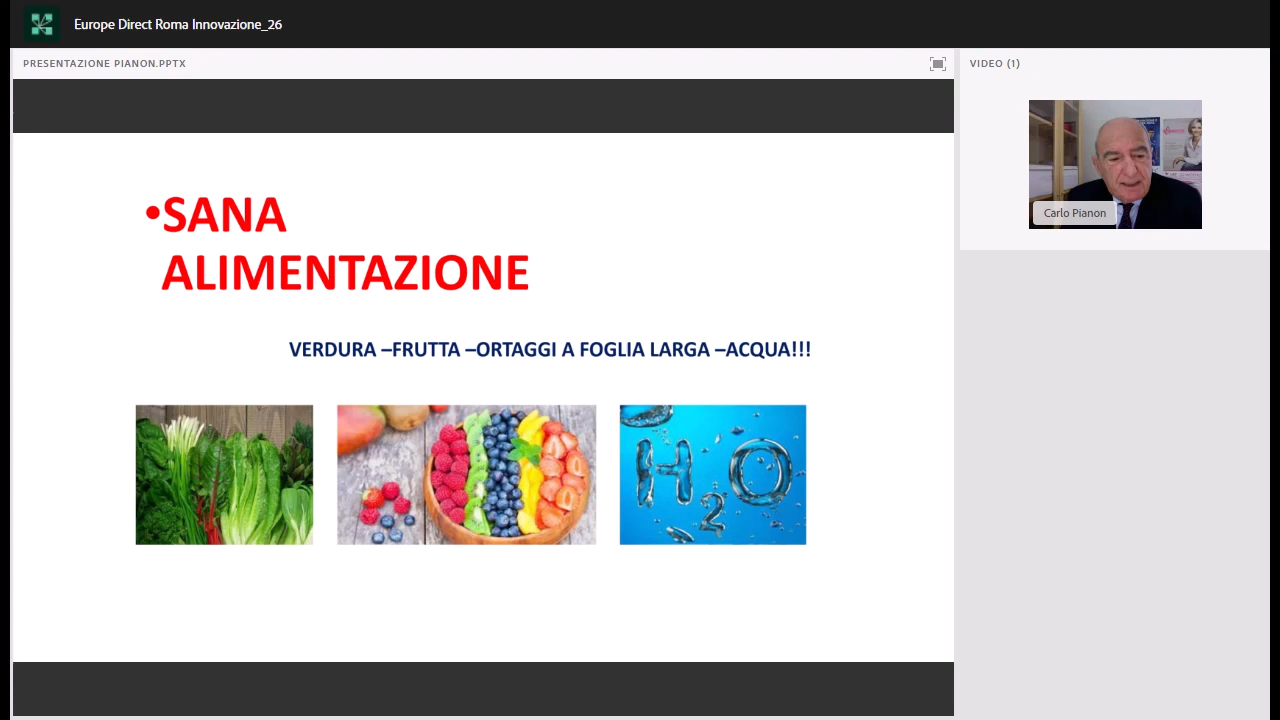 Europe Direct Roma Innovazione_26
PRESENTAZIONE PIANON.PPTX
VIDEO (1)
•SANA
ALIMENTAZIONE
VERDURA –FRUTTA –ORTAGGI A FOGLIA LARGA –ACQUA!!!
H2O
Carlo Pianon